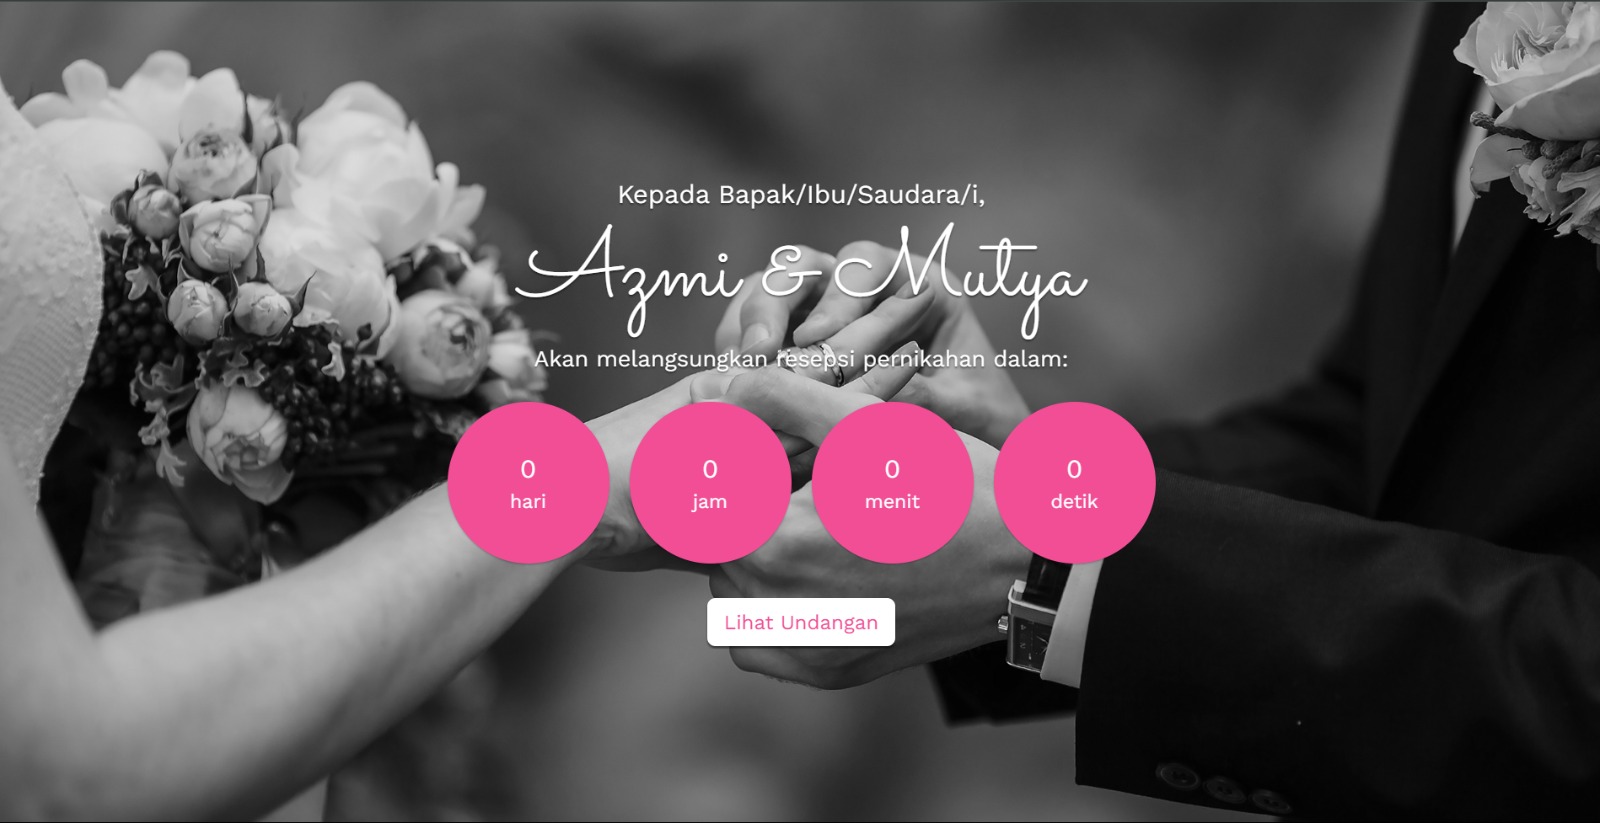 Kepada Bapak/Ibu/Saudara/i,
Azmi & Mutya
Akan melangsungkan resepsi pernikahan dalam:
0 0 0 0
hari jam menit detik
Lihat Undangan